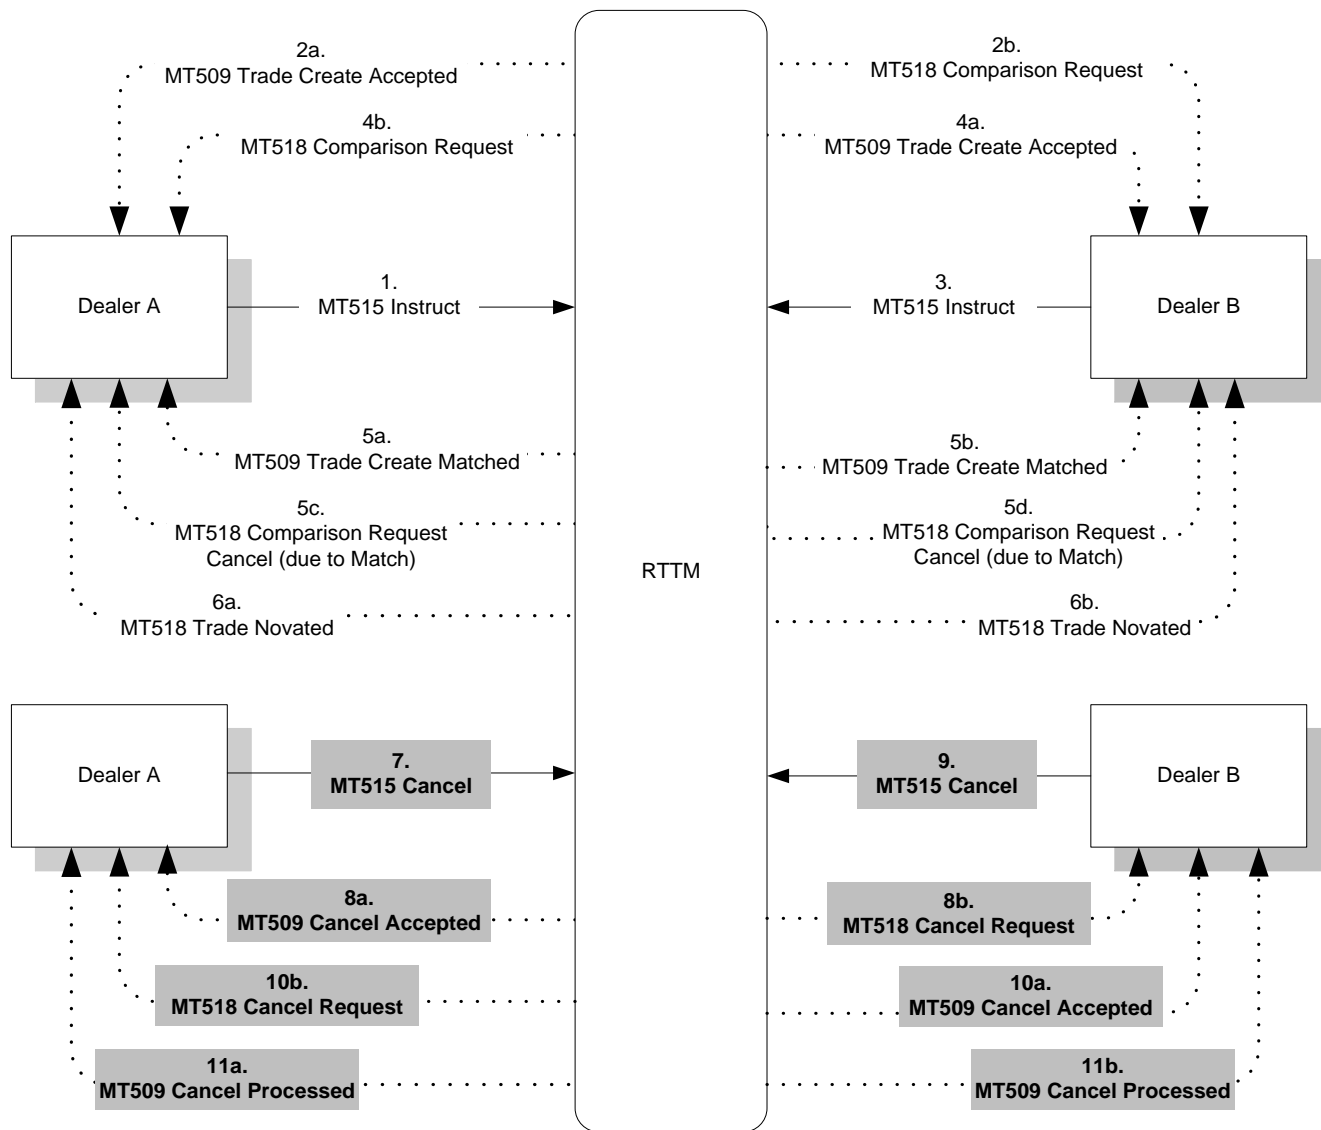 2a.
MT509 Trade Create Accepted
2b.
MT518 Comparison Request
4b.
MT518 Comparison Request
4a.
MT509 Trade Create Accepted
Dealer A
1.
MT515 Instruct
3.
MT515 Instruct
Dealer B
5a.
MT509 Trade Create Matched
5b.
MT509 Trade Create Matched
5c.
MT518 Comparison Request
Cancel (due to Match)
5d.
MT518 Comparison Request
Cancel (due to Match)
RTTM
6a.
MT518 Trade Novated
6b.
MT518 Trade Novated
Dealer A
7.
MT515 Cancel
9.
MT515 Cancel
Dealer B
8a.
MT509 Cancel Accepted
8b.
MT518 Cancel Request
10b.
MT518 Cancel Request
10a.
MT509 Cancel Accepted
11a.
MT509 Cancel Processed
11b.
MT509 Cancel Processed